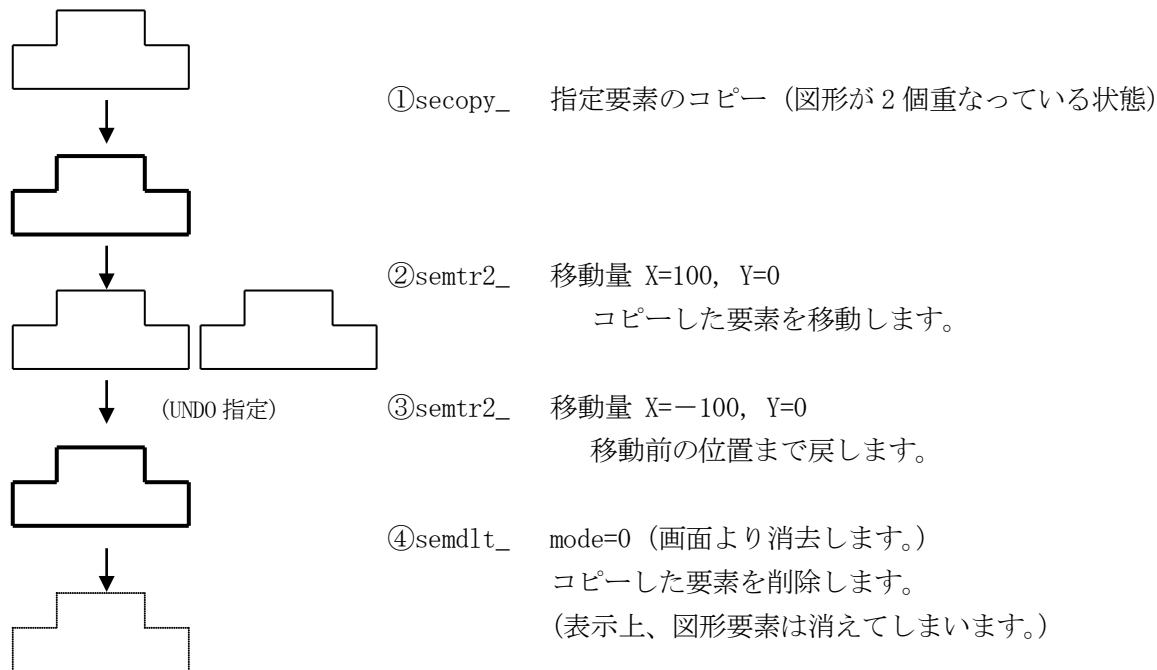 ①secopy_ 指定要素のコピー（図形が2個重なっている状態）
②semtr2_ 移動量 X=100, Y=0
コピーした要素を移動します。
(UNDO 指定) ③semtr2_ 移動量 X=－100, Y=0
移動前の位置まで戻します。
④semdlt_ mode=0（画面より消去します。）
コピーした要素を削除します。
（表示上、図形要素は消えてしまいます。）